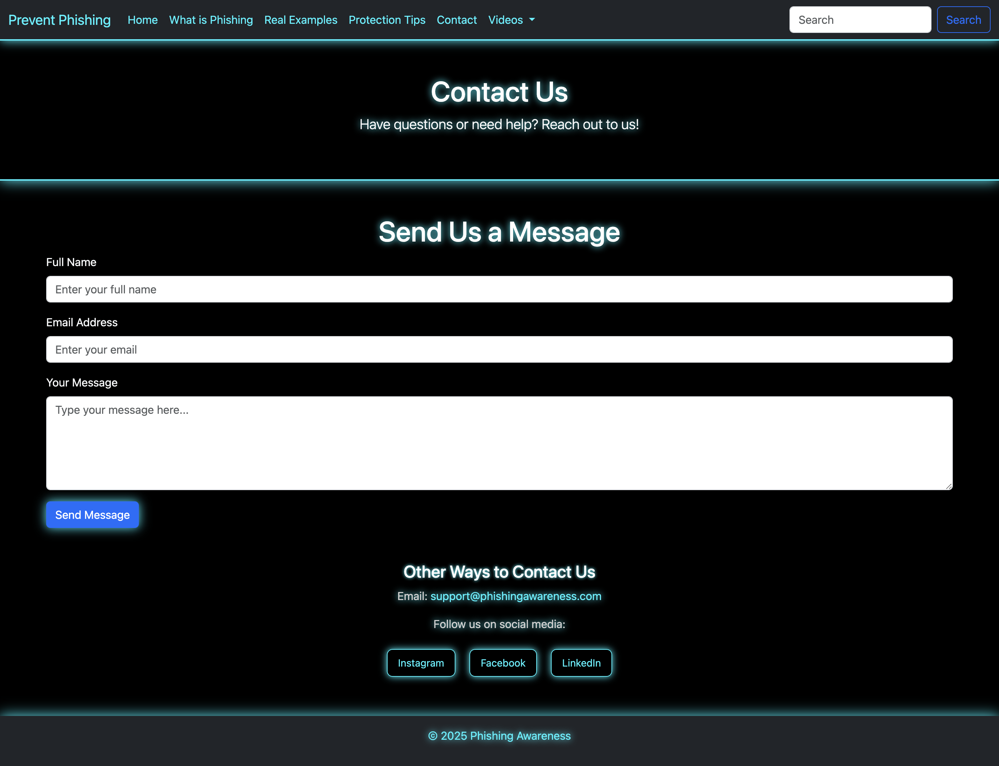 Prevent Phishing Home What is Phishing Real Examples Protection Tips Contact Videos Search Search
Contact Us
Have questions or need help? Reach out to us!
Send Us a Message
Full Name
Enter your full name
Email Address
Enter your email
Your Message
Type your message here...
Send Message
Other Ways to Contact Us
Email: support@phishingawareness.com
Follow us on social media:
Instagram Facebook LinkedIn
© 2025 Phishing Awareness